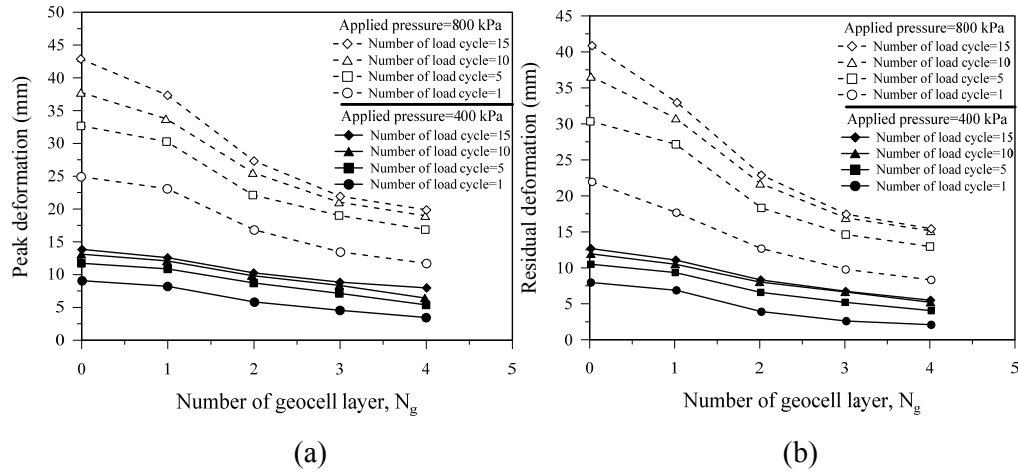 Peak deformation (mm)
50
45
40
35
30
25
20
15
10
5
0
Applied pressure=800 kPa
Number of load cycle=15
Number of load cycle=10
Number of load cycle=5
Number of load cycle=1
Applied pressure=400 kPa
Number of load cycle=15
Number of load cycle=10
Number of load cycle=5
Number of load cycle=1
0 1 2 3 4 5
Number of geocell layer, Ng
(a)
Residual deformation (mm)
45
40
35
30
25
20
15
10
5
0
Applied pressure=800 kPa
Number of load cycle=15
Number of load cycle=10
Number of load cycle=5
Number of load cycle=1
Applied pressure=400 kPa
Number of load cycle=15
Number of load cycle=10
Number of load cycle=5
Number of load cycle=1
0 1 2 3 4 5
Number of geocell layer, Ng
(b)